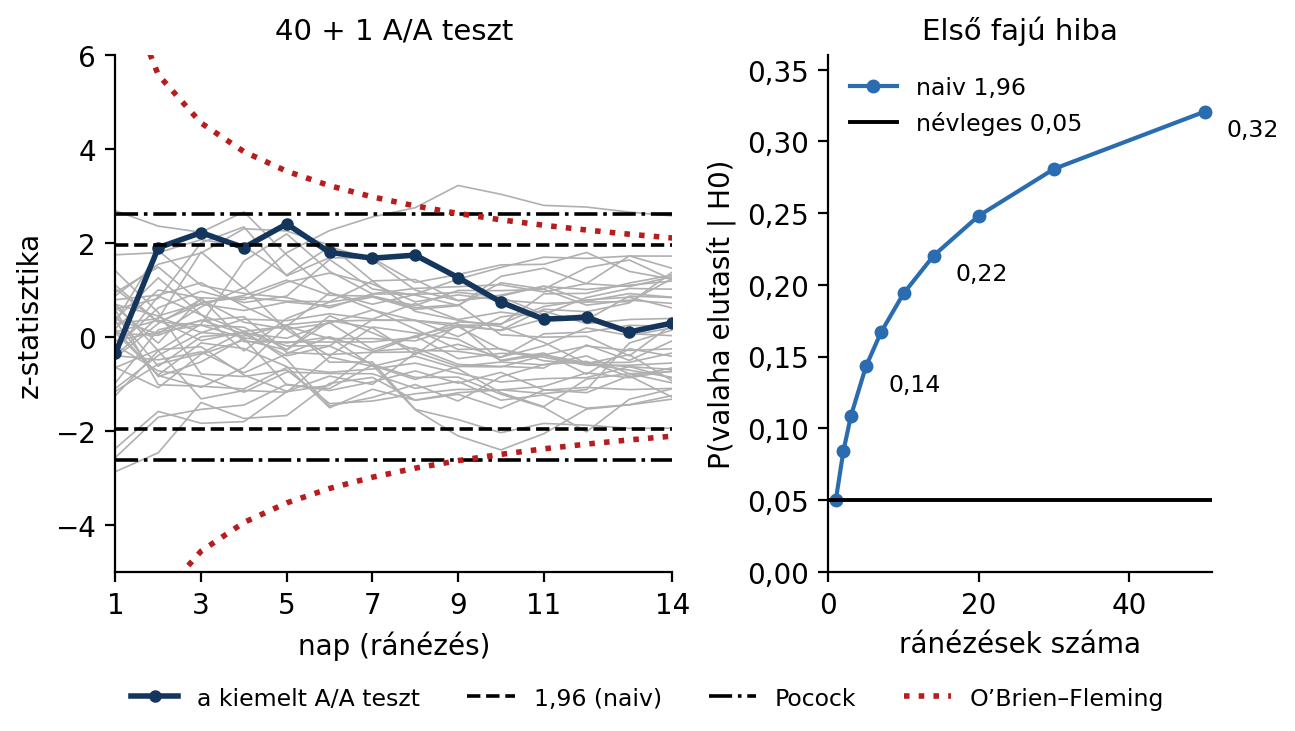 40 + 1 A/A teszt
6
4
2
0
−2
−4
z-statisztika
1
3
5
7
9
11
14
nap (ránézés)
Első fajú hiba
naiv 1,96
névleges 0,05
0,35
0,30
0,25
0,20
0,15
0,10
0,05
0,00
P(valaha elutasít | H0)
0,32
0,22
0,14
0
20
40
ránézések száma
a kiemelt A/A teszt
1,96 (naiv)
Pocock
O’Brien–Fleming